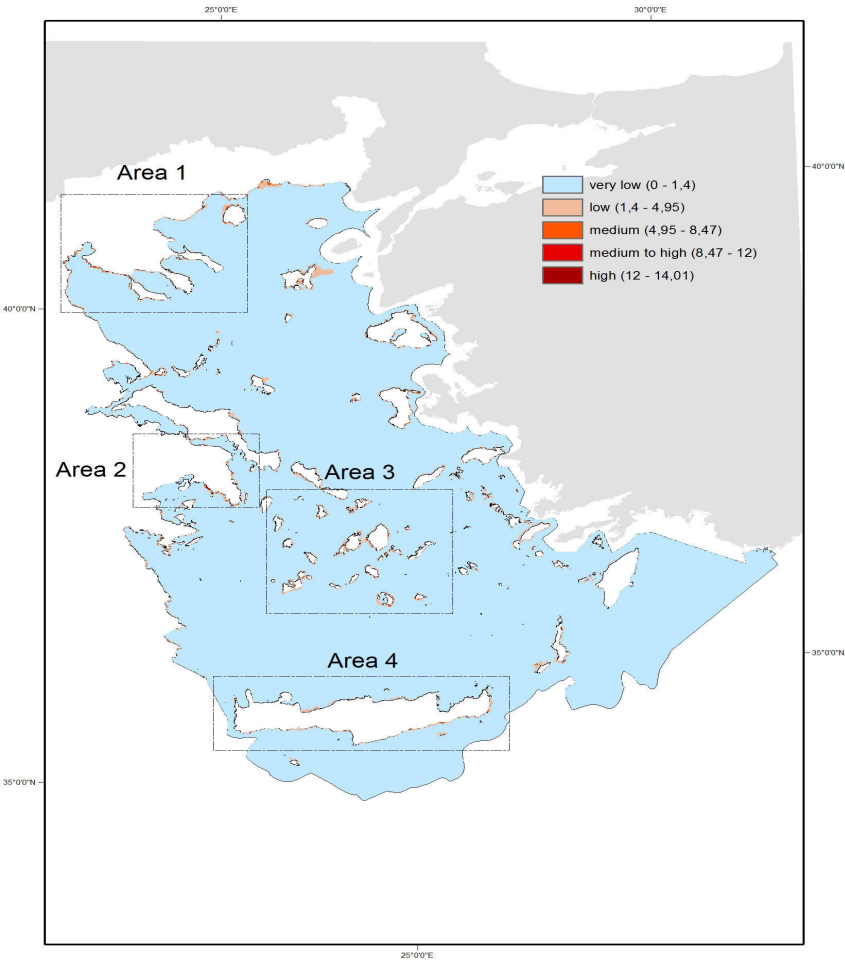 25°0'0"E
30°0'0"E
40°0'0"N
Area 1
very low (0 - 1,4)
low (1,4 - 4,95)
medium (4,95 - 8,47)
medium to high (8,47 - 12)
high (12 - 14,01)
40°0'0"N
Area 2
Area 3
35°0'0"N
Area 4
35°0'0"N
25°0'0"E